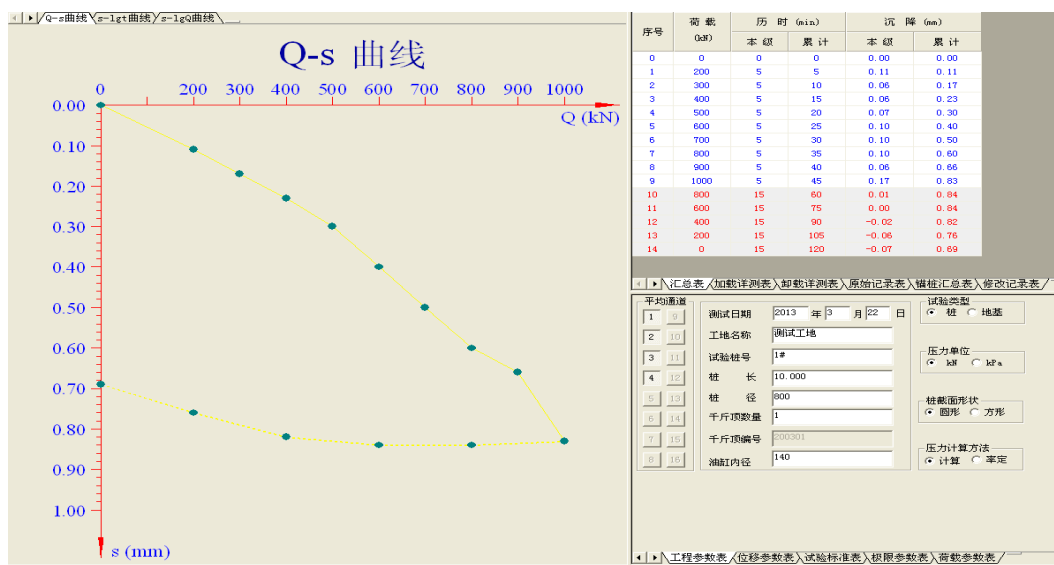 Q-s曲线 s-lgt曲线 s-lgQ曲线
Q-s 曲线
0 200 300 400 500 600 700 800 900 1000
Q (kN)
0.00
0.10
0.20
0.30
0.40
0.50
0.60
0.70
0.80
0.90
1.00
s (mm)
序号 荷 载 (kN) 历 时 (min) 沉 降 (mm)
本 级 累 计 本 级 累 计
0 0 0 0 0.00 0.00
1 200 5 5 0.11 0.11
2 300 5 10 0.06 0.17
3 400 5 15 0.06 0.23
4 500 5 20 0.07 0.30
5 600 5 25 0.10 0.40
6 700 5 30 0.10 0.50
7 800 5 35 0.10 0.60
8 900 5 40 0.06 0.66
9 1000 5 45 0.17 0.83
10 800 15 60 0.01 0.84
11 600 15 75 0.00 0.84
12 400 15 90 -0.02 0.82
13 200 15 105 -0.06 0.76
14 0 15 120 -0.07 0.69
汇总表 加载详测表 卸载详测表 原始记录表 锚桩汇总表 修改记录表
平均通道
1 9
2 10
3 11
4 12
5 13
6 14
7 15
8 16
测试日期 2013 年 3 月 22 日
工地名称 测试工地
试验桩号 1#
桩 长 10.000
桩 径 800
千斤顶数量 1
千斤顶编号 200301
油缸内径 140
试验类型
桩 地基
压力单位
kN kPa
桩截面形状
圆形 方形
压力计算方法
计算 率定
工程参数表 位移参数表 试验标准表 极限参数表 荷载参数表